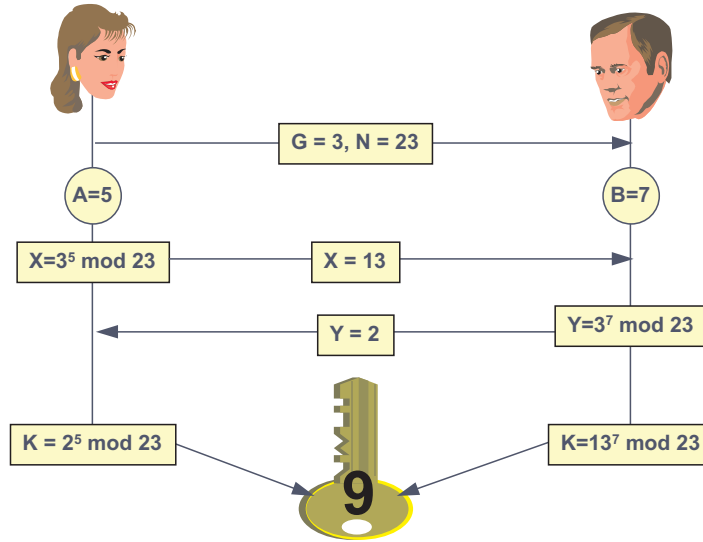 G = 3, N = 23
A=5
B=7
X=3⁵ mod 23
X = 13
Y=3⁷ mod 23
Y = 2
K = 2⁵ mod 23
K=13⁷ mod 23
9